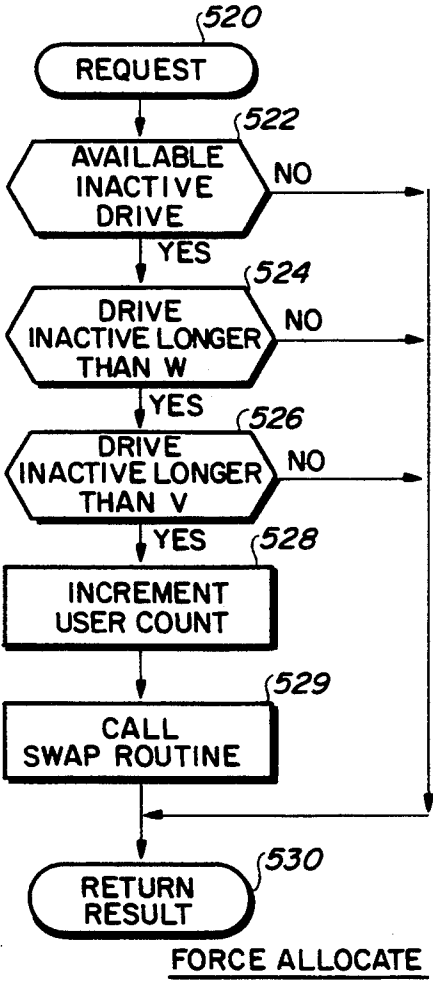 520
REQUEST
522
AVAILABLE
INACTIVE
DRIVE
NO
YES
524
DRIVE
INACTIVE LONGER
THAN W
NO
YES
526
DRIVE
INACTIVE LONGER
THAN V
NO
YES
528
INCREMENT
USER COUNT
529
CALL
SWAP ROUTINE
530
RETURN
RESULT
FORCE ALLOCATE